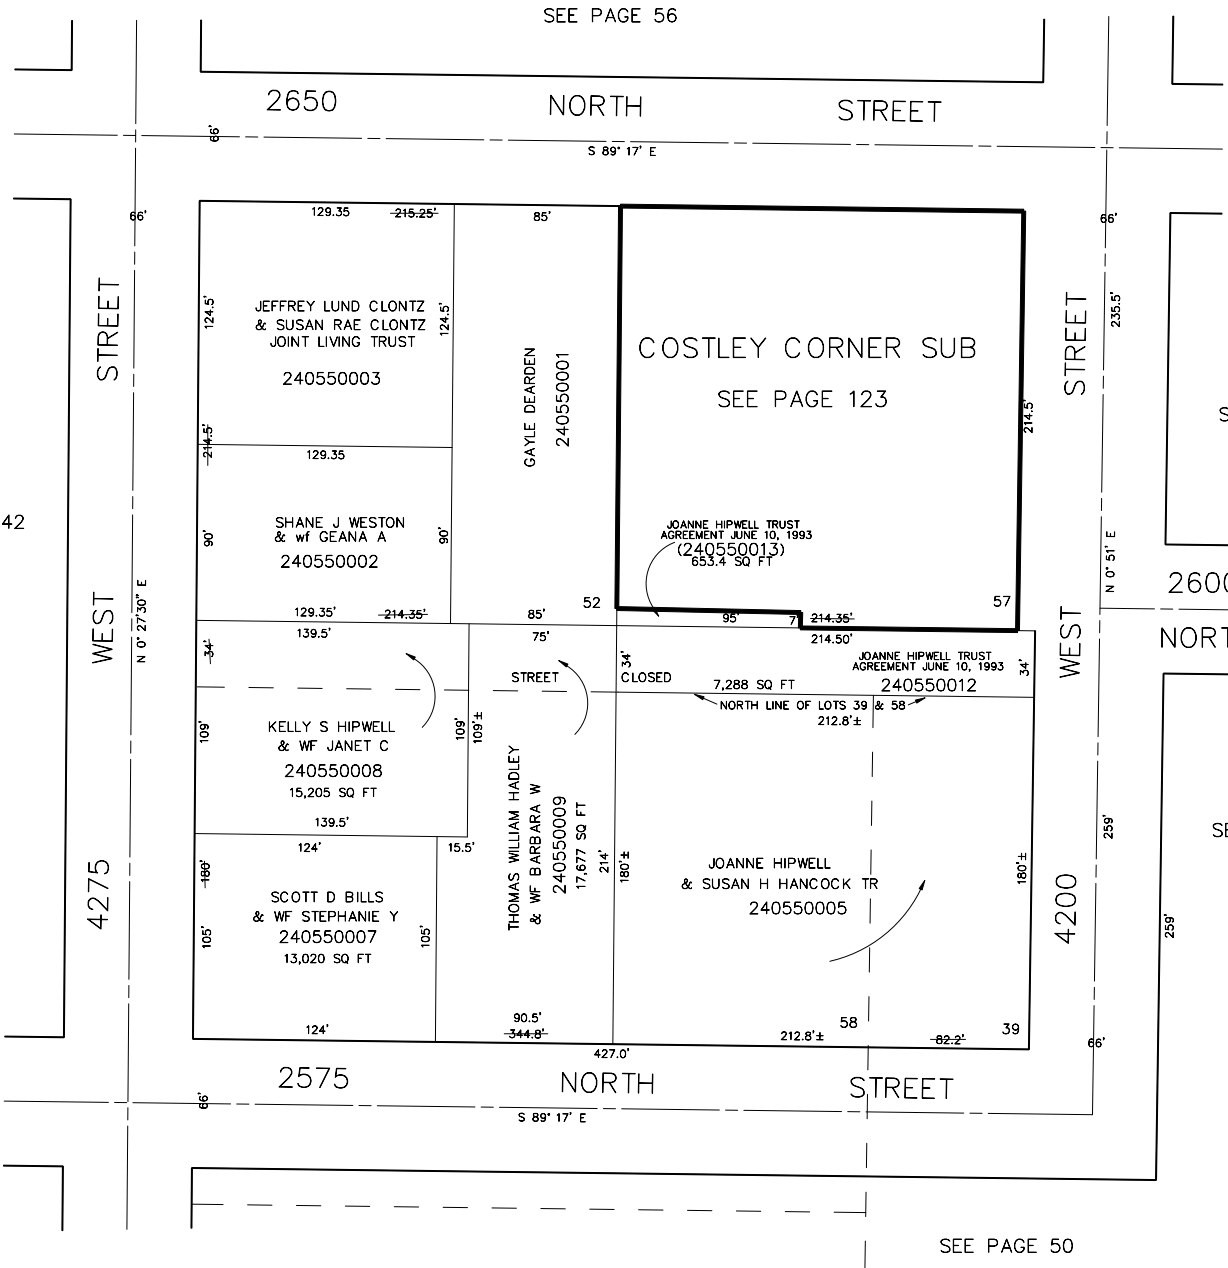 SEE PAGE 56
2650 NORTH STREET
66'
S 89° 17' E
66'
66'
129.35 215.25'
85'
STREET
124.5'
JEFFREY LUND CLONTZ
& SUSAN RAE CLONTZ
JOINT LIVING TRUST
240550003
124.5'
GAYLE DEARDEN
240550001
COSTLEY CORNER SUB
SEE PAGE 123
214.5'
STREET
235.5'
S
214.5'
129.35
42
90'
SHANE J WESTON
& wf GEANA A
240550002
90'
JOANNE HIPWELL TRUST
AGREEMENT JUNE 10, 1993
(240550013)
653.4 SQ FT
N 0° 51' E
2600
NORT
WEST
N 0° 27'30" E
52
57
129.35' 214.35'
85'
95' 7' 214.35'
139.5'
75'
214.50'
WEST
34'
34'
STREET CLOSED
7,288 SQ FT
JOANNE HIPWELL TRUST
AGREEMENT JUNE 10, 1993
240550012
34'
NORTH LINE OF LOTS 39 & 58
212.8'±
109'
KELLY S HIPWELL
& WF JANET C
240550008
15,205 SQ FT
109'
109'±
139.5'
THOMAS WILLIAM HADLEY
& WF BARBARA W
240550009
17,677 SQ FT
214'
180'±
JOANNE HIPWELL
& SUSAN H HANCOCK TR
240550005
180'±
259'
SE
124'
15.5'
4275
180'
105'
SCOTT D BILLS
& WF STEPHANIE Y
240550007
13,020 SQ FT
105'
4200
259'
124'
90.5'
344.8'
212.8'±
58
82.2'
39
66'
427.0'
2575 NORTH STREET
66'
S 89° 17' E
SEE PAGE 50